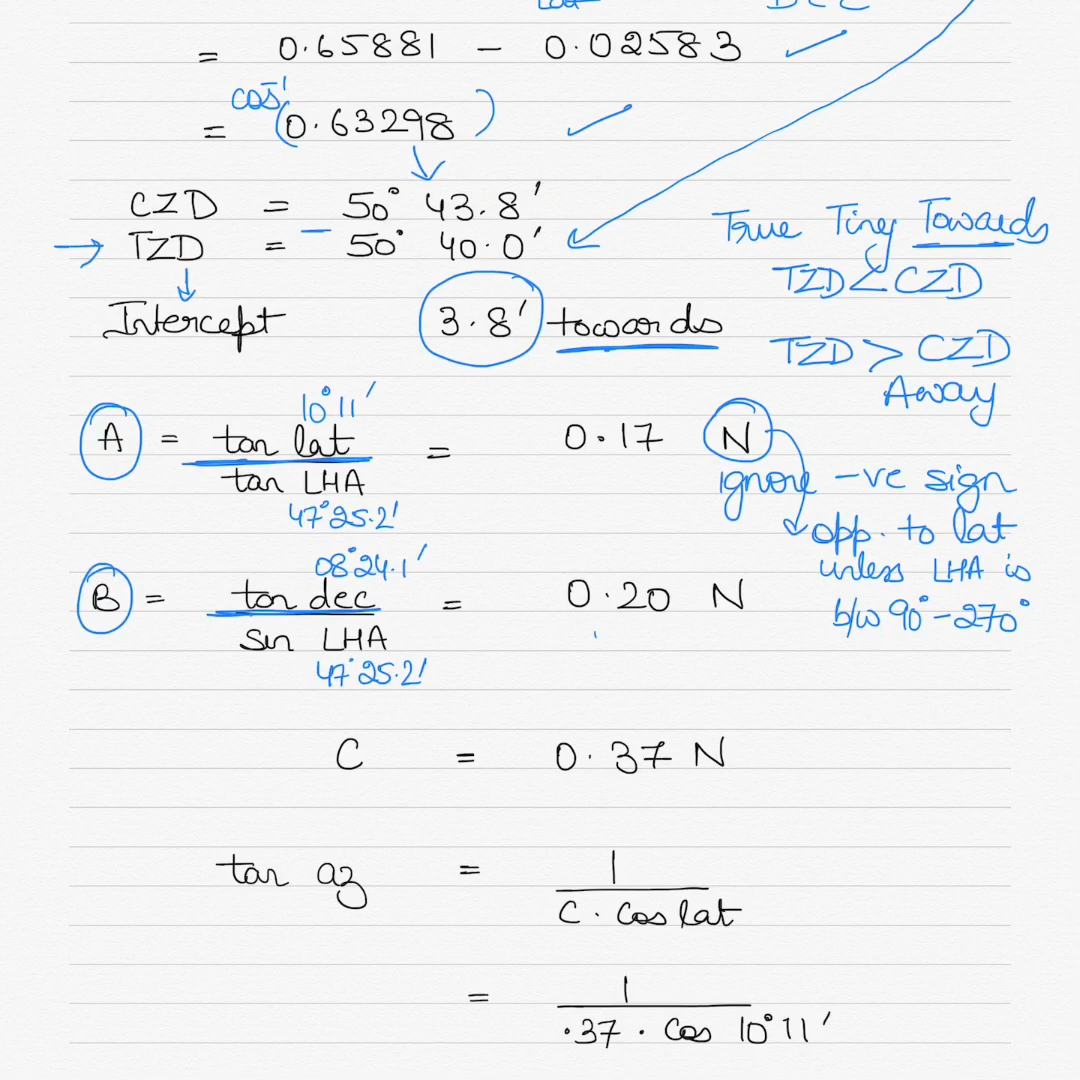 = 0.65881 - 0.02583 ✓
cos⁻¹
= (0.63298) ✓
CZD = 50° 43.8'
→ TZD = - 50° 40.0'
True Tiny Towards
TZD < CZD
Intercept 3.8' towards
TZD > CZD
Away
10°11'
A = tan lat / tan LHA = 0.17 N
47°25.2'
ignore -ve sign
opp. to lat
unless LHA is
b/w 90° - 270°
08°24.1'
B = tan dec / sin LHA = 0.20 N
47°25.2'
C = 0.37 N
tan az = 1 / C . cos lat
= 1 / .37 . cos 10°11'